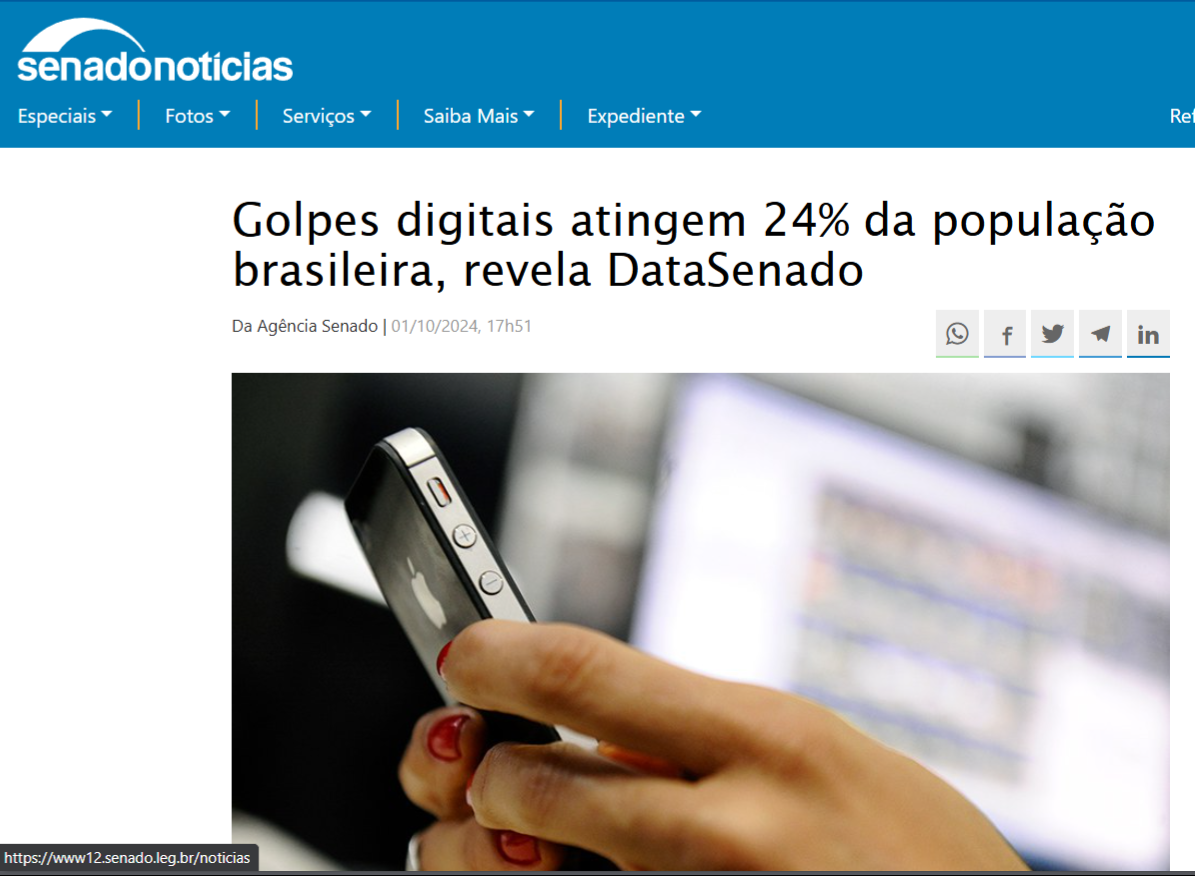 senadonotícias
Especiais
Fotos
Serviços
Saiba Mais
Expediente
Ref
Golpes digitais atingem 24% da população
brasileira, revela DataSenado
Da Agência Senado | 01/10/2024, 17h51
https://www12.senado.leg.br/noticias